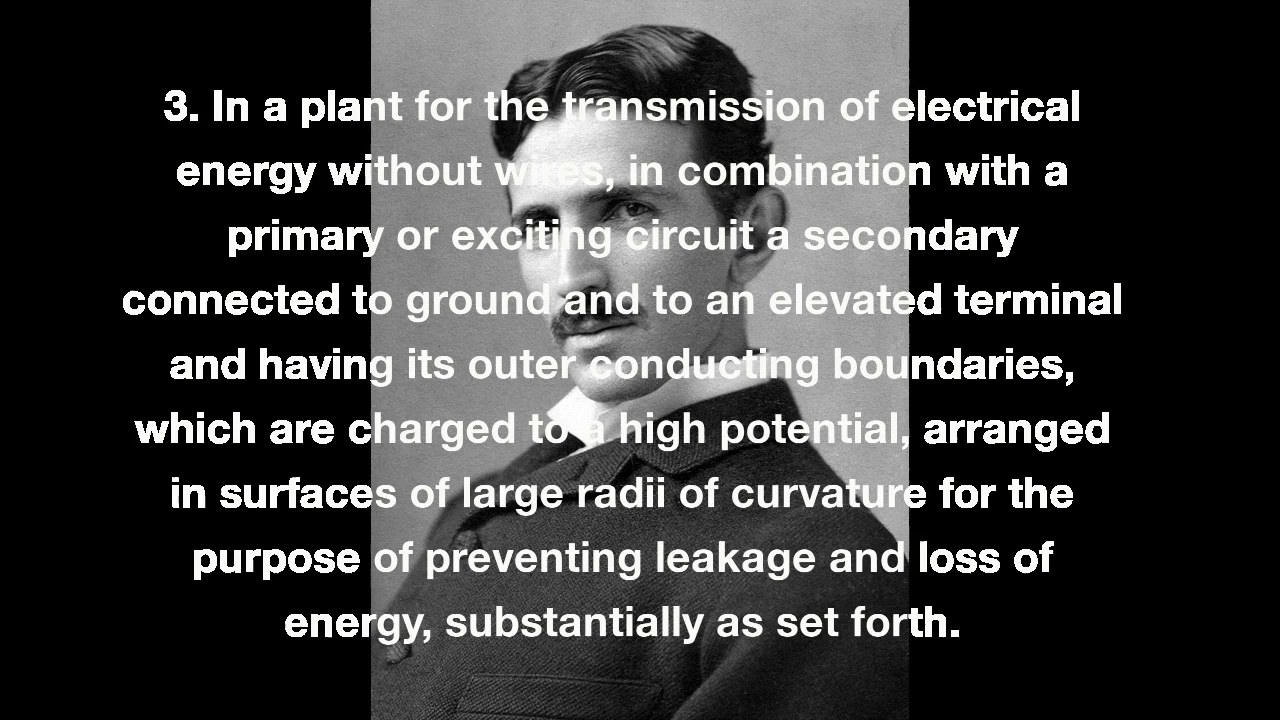 3. In a plant for the transmission of electrical
energy without wires, in combination with a
primary or exciting circuit a secondary
connected to ground and to an elevated terminal
and having its outer conducting boundaries,
which are charged to a high potential, arranged
in surfaces of large radii of curvature for the
purpose of preventing leakage and loss of
energy, substantially as set forth.